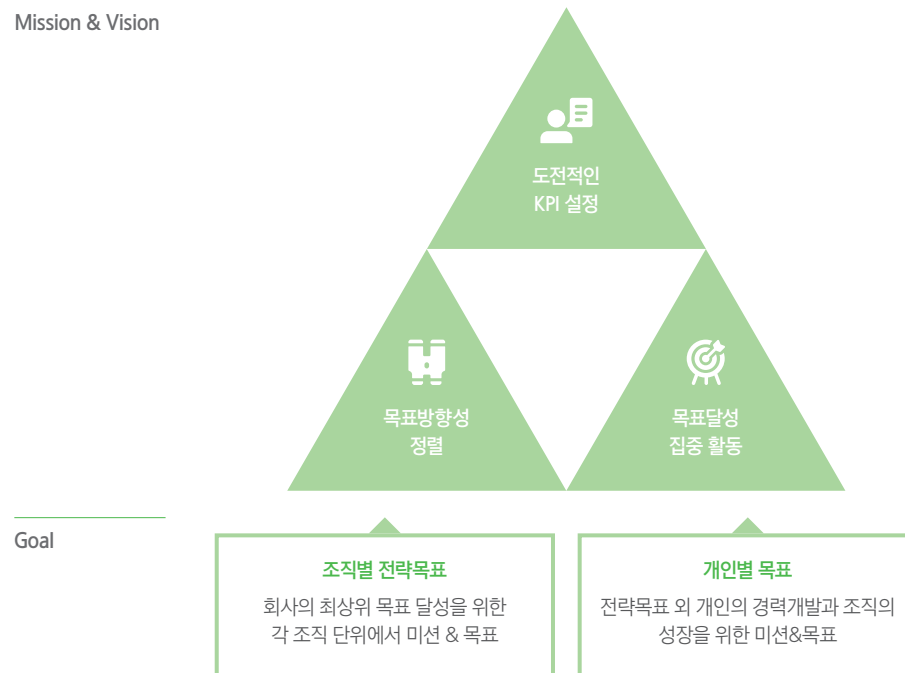 Mission & Vision
도전적인
KPI 설정
목표방향성
정렬
목표달성
집중 활동
Goal
조직별 전략목표
회사의 최상위 목표 달성을 위한
각 조직 단위에서 미션 & 목표
개인별 목표
전략목표 외 개인의 경력개발과 조직의
성장을 위한 미션&목표